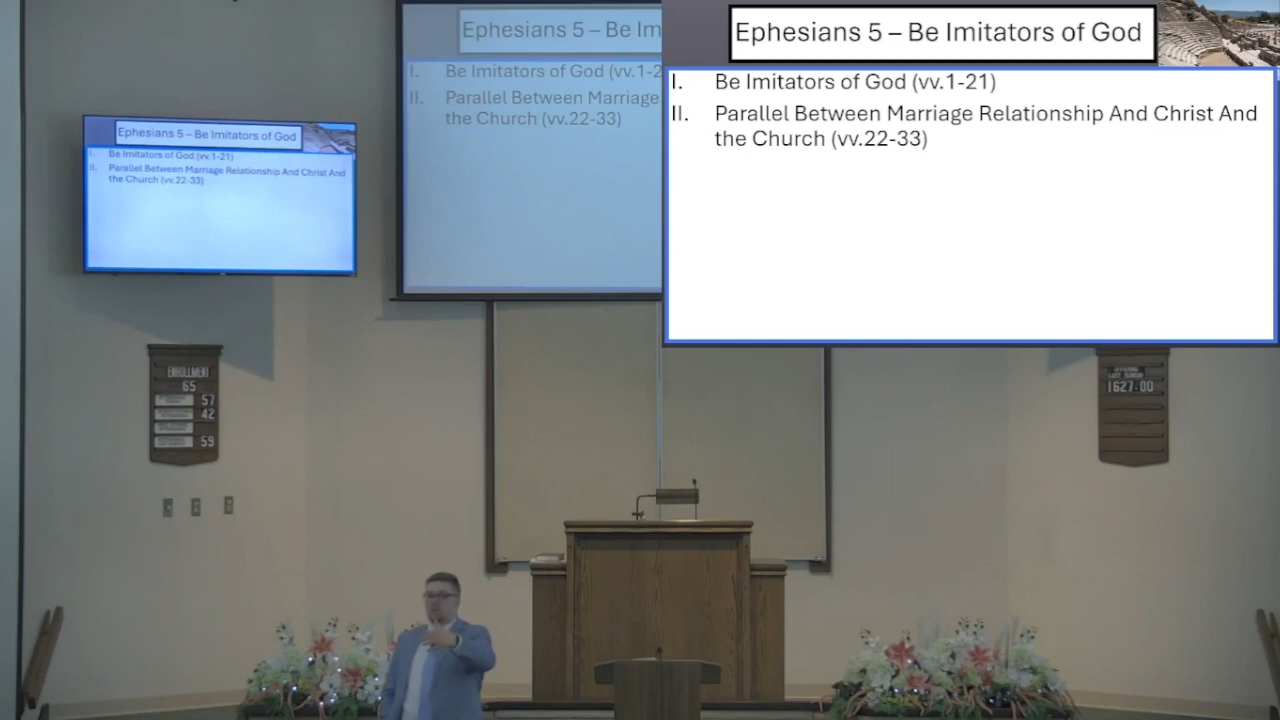 Ephesians 5 – Be Im
I. Be Imitators of God (vv.1-2
II. Parallel Between Marriage
the Church (vv.22-33)
Ephesians 5 – Be Imitators of God
I. Be Imitators of God (vv.1-21)
II. Parallel Between Marriage Relationship And Christ And
the Church (vv.22-33)
Ephesians 5 – Be Imitators of God
I. Be Imitators of God (vv.1-21)
II. Parallel Between Marriage Relationship And Christ And
the Church (vv.22-33)
ENROLLMENT
65
57
42
59
OFFERING
LAST SUNDAY
1627.00